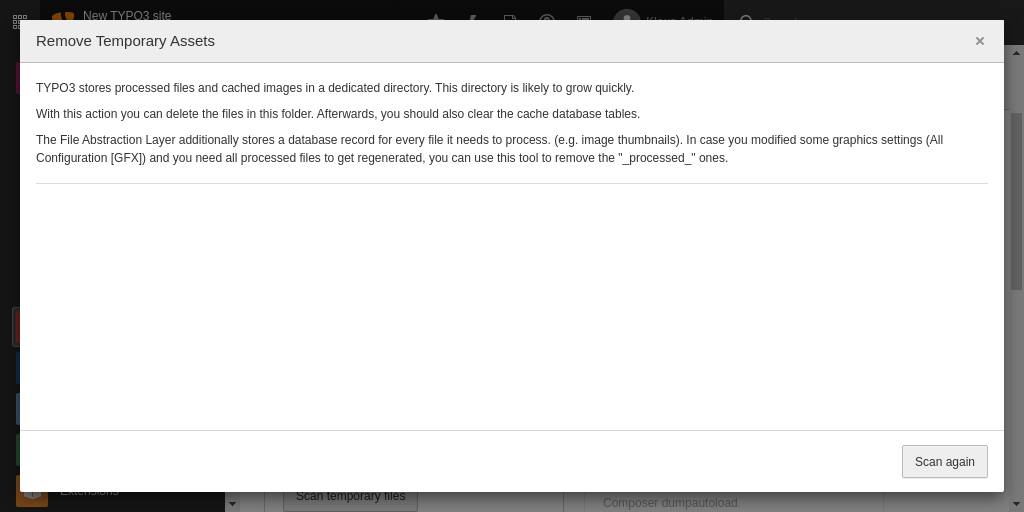 New TYPO3 site
Remove Temporary Assets
TYPO3 stores processed files and cached images in a dedicated directory. This directory is likely to grow quickly.
With this action you can delete the files in this folder. Afterwards, you should also clear the cache database tables.
The File Abstraction Layer additionally stores a database record for every file it needs to process. (e.g. image thumbnails). In case you modified some graphics settings (All
Configuration [GFX]) and you need all processed files to get regenerated, you can use this tool to remove the "_processed_" ones.
Scan again
Extensions
Scan temporary files
Composer dumpautoload.